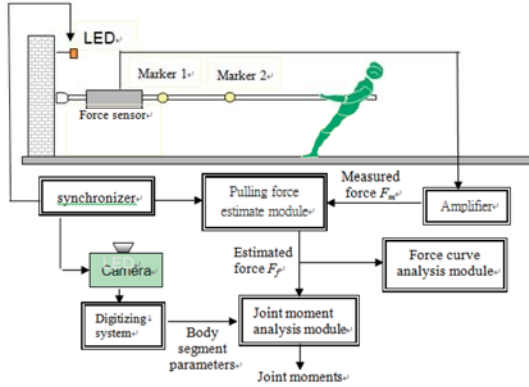 LED
Marker 1
Marker 2
Force sensor
Measured
force Fm
synchronizer
Pulling force
estimate module
Amplifier
LED
Camera
Estimated
force Ff
Force curve
analysis module
Digitizing
system
Body
segment
parameters
Joint moment
analysis module
Joint moments